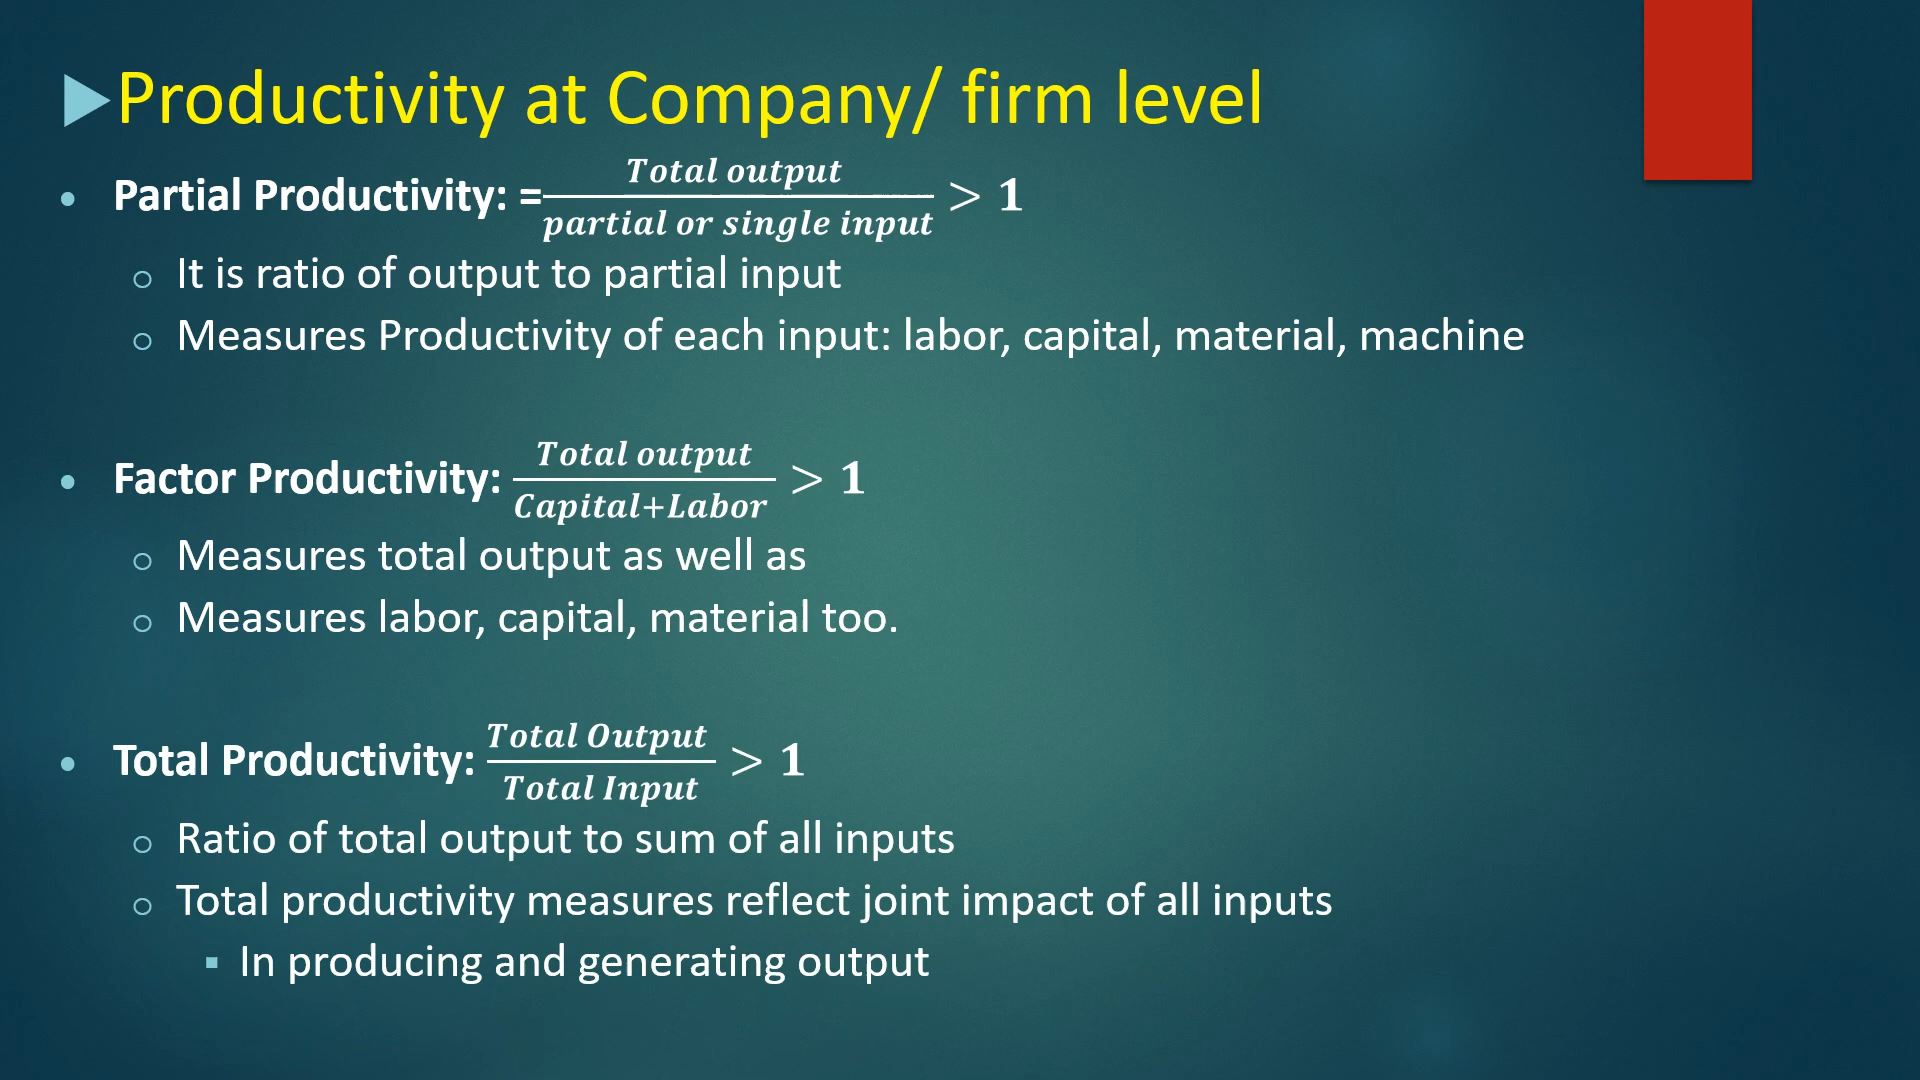 Productivity at Company/ firm level
• Partial Productivity: = Total output / partial or single input > 1
o It is ratio of output to partial input
o Measures Productivity of each input: labor, capital, material, machine
• Factor Productivity: Total output / Capital+Labor > 1
o Measures total output as well as
o Measures labor, capital, material too.
• Total Productivity: Total Output / Total Input > 1
o Ratio of total output to sum of all inputs
o Total productivity measures reflect joint impact of all inputs
▪ In producing and generating output